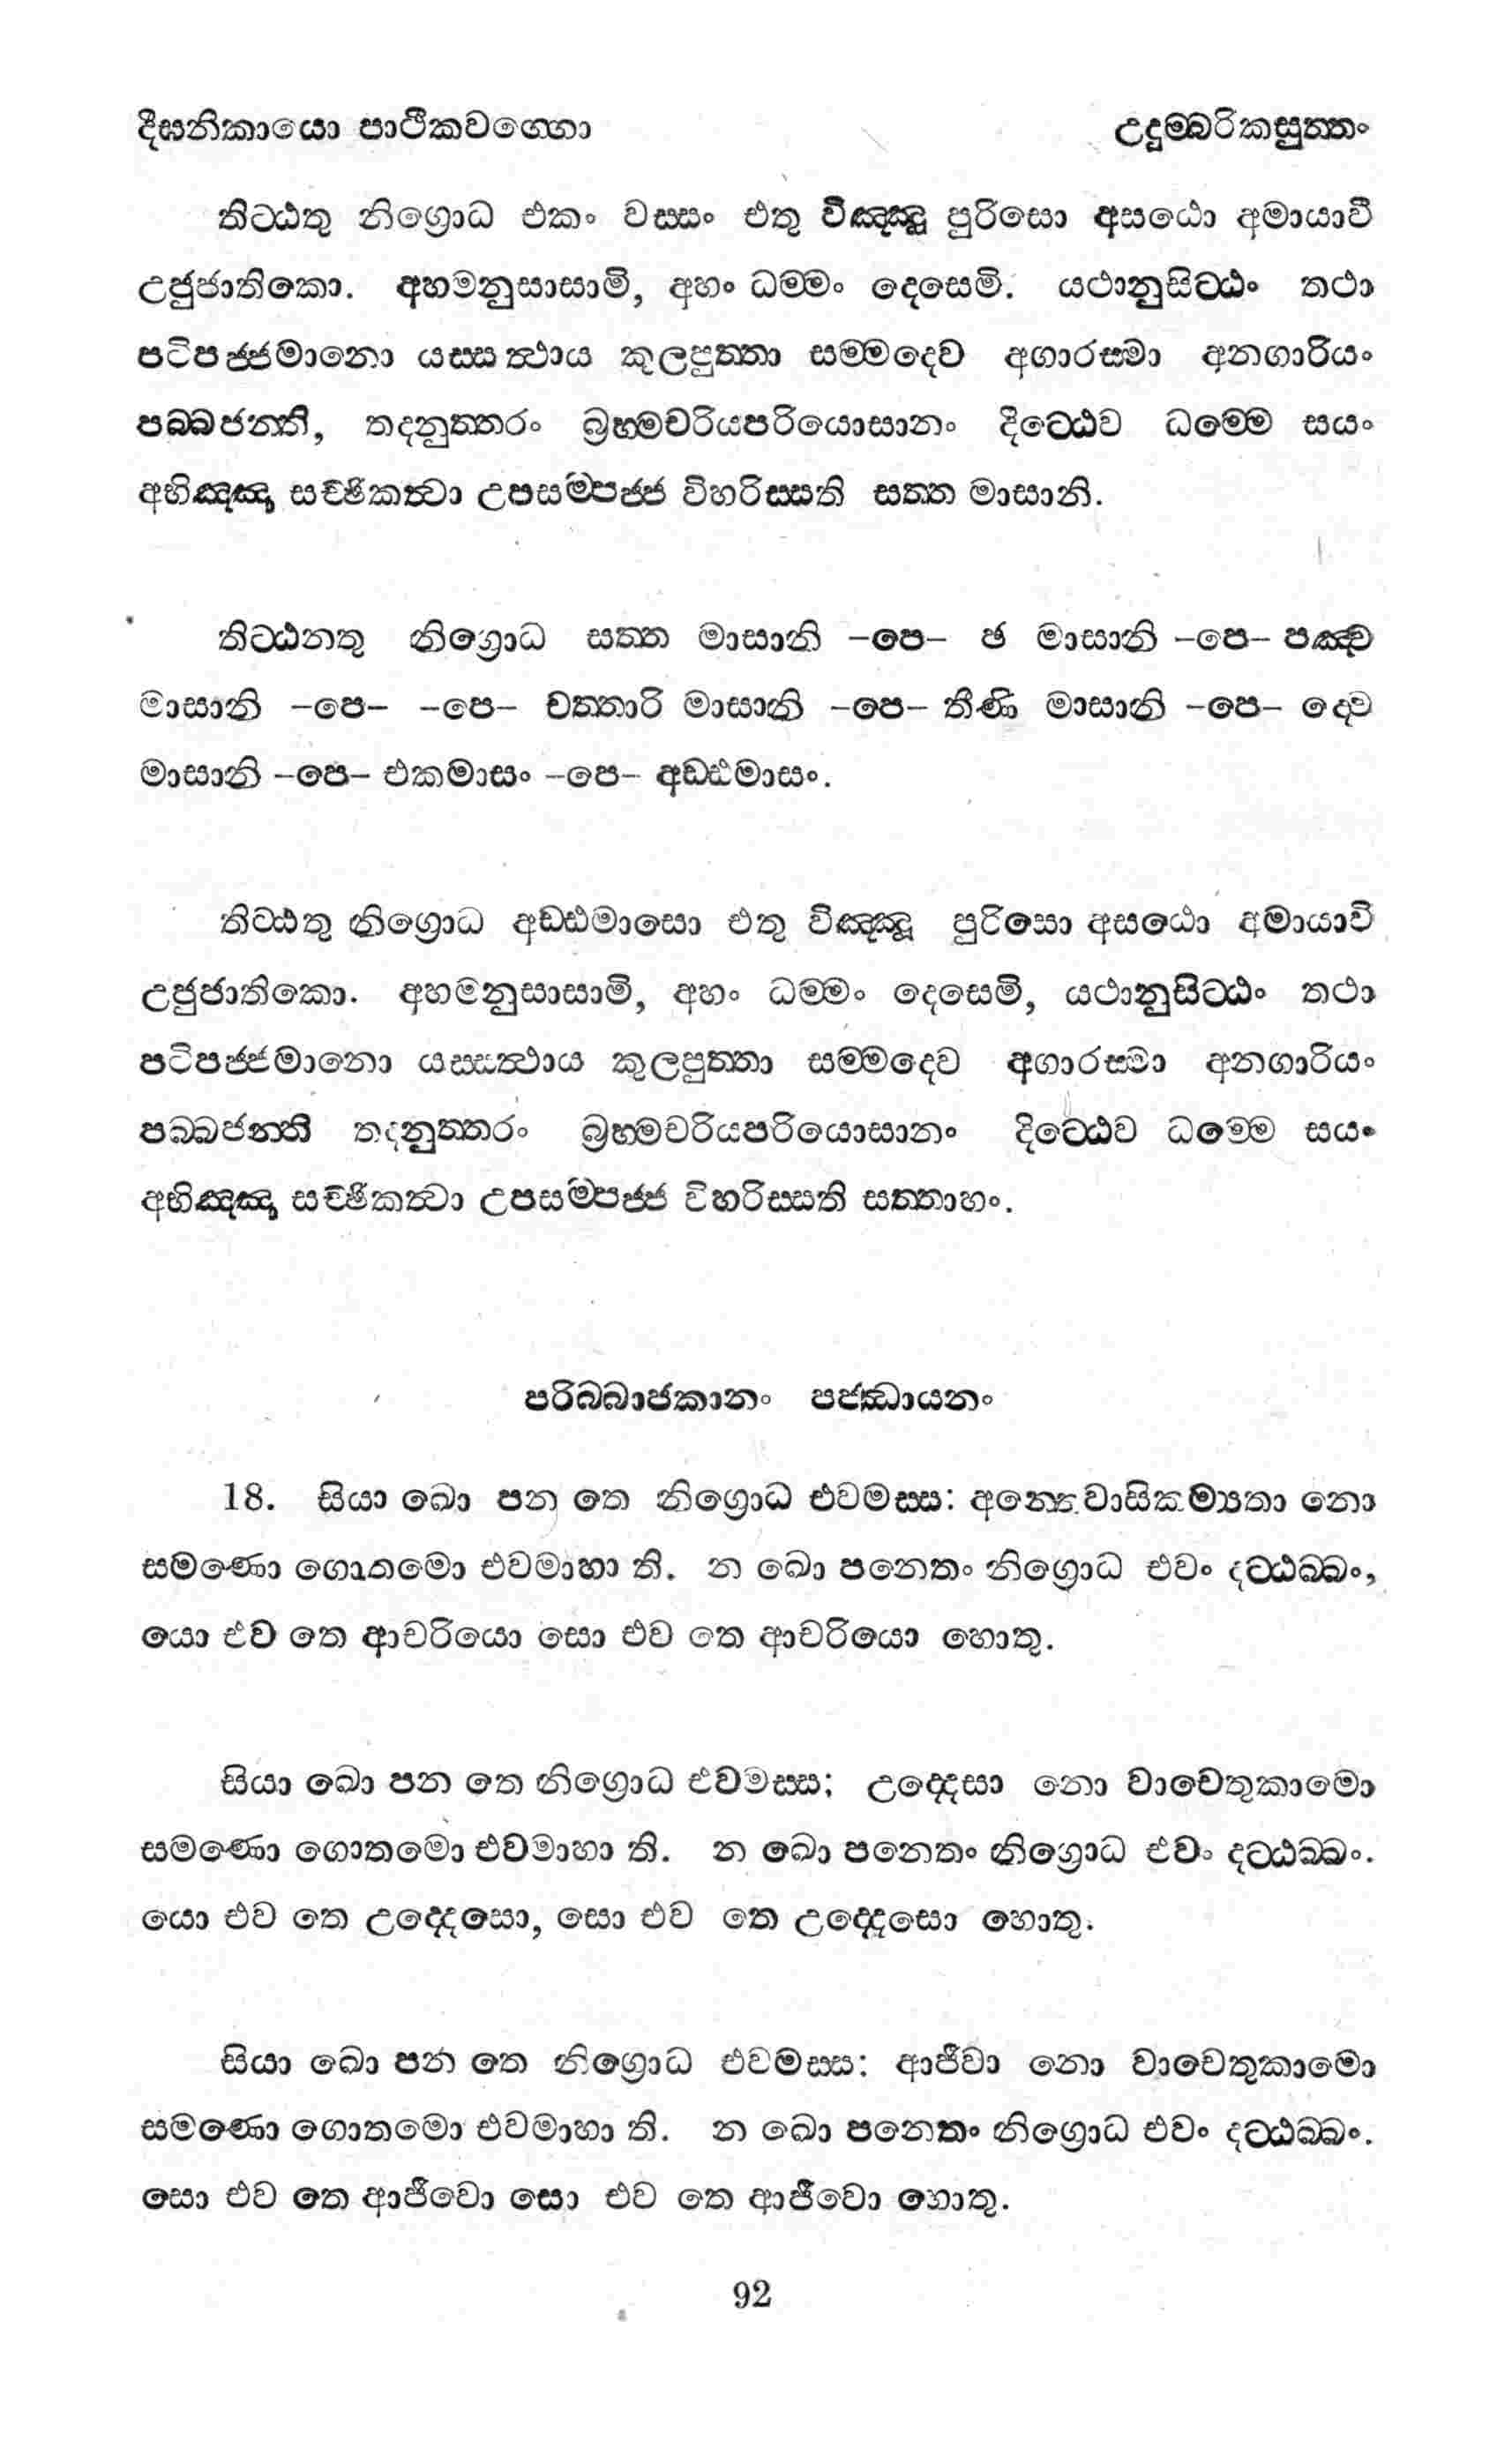 දීඝනිකායො පාථිකවග්ගො උදුම්බරිකසුත්තං
තිට්ඨතු නිග්‍රොධ එකං වස්සං එතු විඤ්ඤූ පුරිසො අසඨො අමායාවී
උජුජාතිකො. අහමනුසාසාමි, අහං ධම්මං දෙසෙමි. යථානුසිට්ඨං තථා
පටිපජ්ජමානො යස්සත්ථාය කුලපුත්තා සම්මදෙව අගාරස්මා අනගාරියං
පබ්බජන්ති, තදනුත්තරං බ්‍රහ්මචරියපරියොසානං දිට්ඨෙව ධම්මෙ සයං
අභිඤ්ඤා සච්ඡිකත්වා උපසම්පජ්ජ විහරිස්සති සත්ත මාසානි.
තිට්ඨන්තු නිග්‍රොධ සත්ත මාසානි –පෙ– ඡ මාසානි –පෙ– පඤ්ච
මාසානි –පෙ– –පෙ– චත්තාරි මාසානි –පෙ– තීණි මාසානි –පෙ– ද්වෙ
මාසානි –පෙ– එකමාසං –පෙ– අඩ්ඪමාසං.
තිට්ඨතු නිග්‍රොධ අඩ්ඪමාසො එතු විඤ්ඤූ පුරිසො අසඨො අමායාවි
උජුජාතිකො. අහමනුසාසාමි, අහං ධම්මං දෙසෙමි, යථානුසිට්ඨං තථා
පටිපජ්ජමානො යස්සත්ථාය කුලපුත්තා සම්මදෙව අගාරස්මා අනගාරියං
පබ්බජන්ති තදනුත්තරං බ්‍රහ්මචරියපරියොසානං දිට්ඨෙව ධම්මෙ සයං
අභිඤ්ඤා සච්ඡිකත්වා උපසම්පජ්ජ විහරිස්සති සත්තාහං.
පරිබ්බාජකානං පජ්ඣායනං
18. සියා ඛො පන තෙ නිග්‍රොධ එවමස්ස: අන්තෙවාසිකම්‍යතා නො
සමණො ගොතමො එවමාහා ති. න ඛො පනෙතං නිග්‍රොධ එවං දට්ඨබ්බං,
යො එව තෙ ආචරියො සො එව තෙ ආචරියො හොතු.
සියා ඛො පන තෙ නිග්‍රොධ එවමස්ස; උද්දෙසා නො චාවෙතුකාමො
සමණො ගොතමො එවමාහා ති. න ඛො පනෙතං නිග්‍රොධ එවං දට්ඨබ්බං.
යො එව තෙ උද්දෙසො, සො එව තෙ උද්දෙසො හොතු.
සියා ඛො පන තෙ නිග්‍රොධ එවමස්ස: ආජීවා නො චාවෙතුකාමො
සමණො ගොතමො එවමාහා ති. න ඛො පනෙතං නිග්‍රොධ එවං දට්ඨබ්බං.
සො එව තෙ ආජීවො සො එව තෙ ආජීවො හොතු.
92